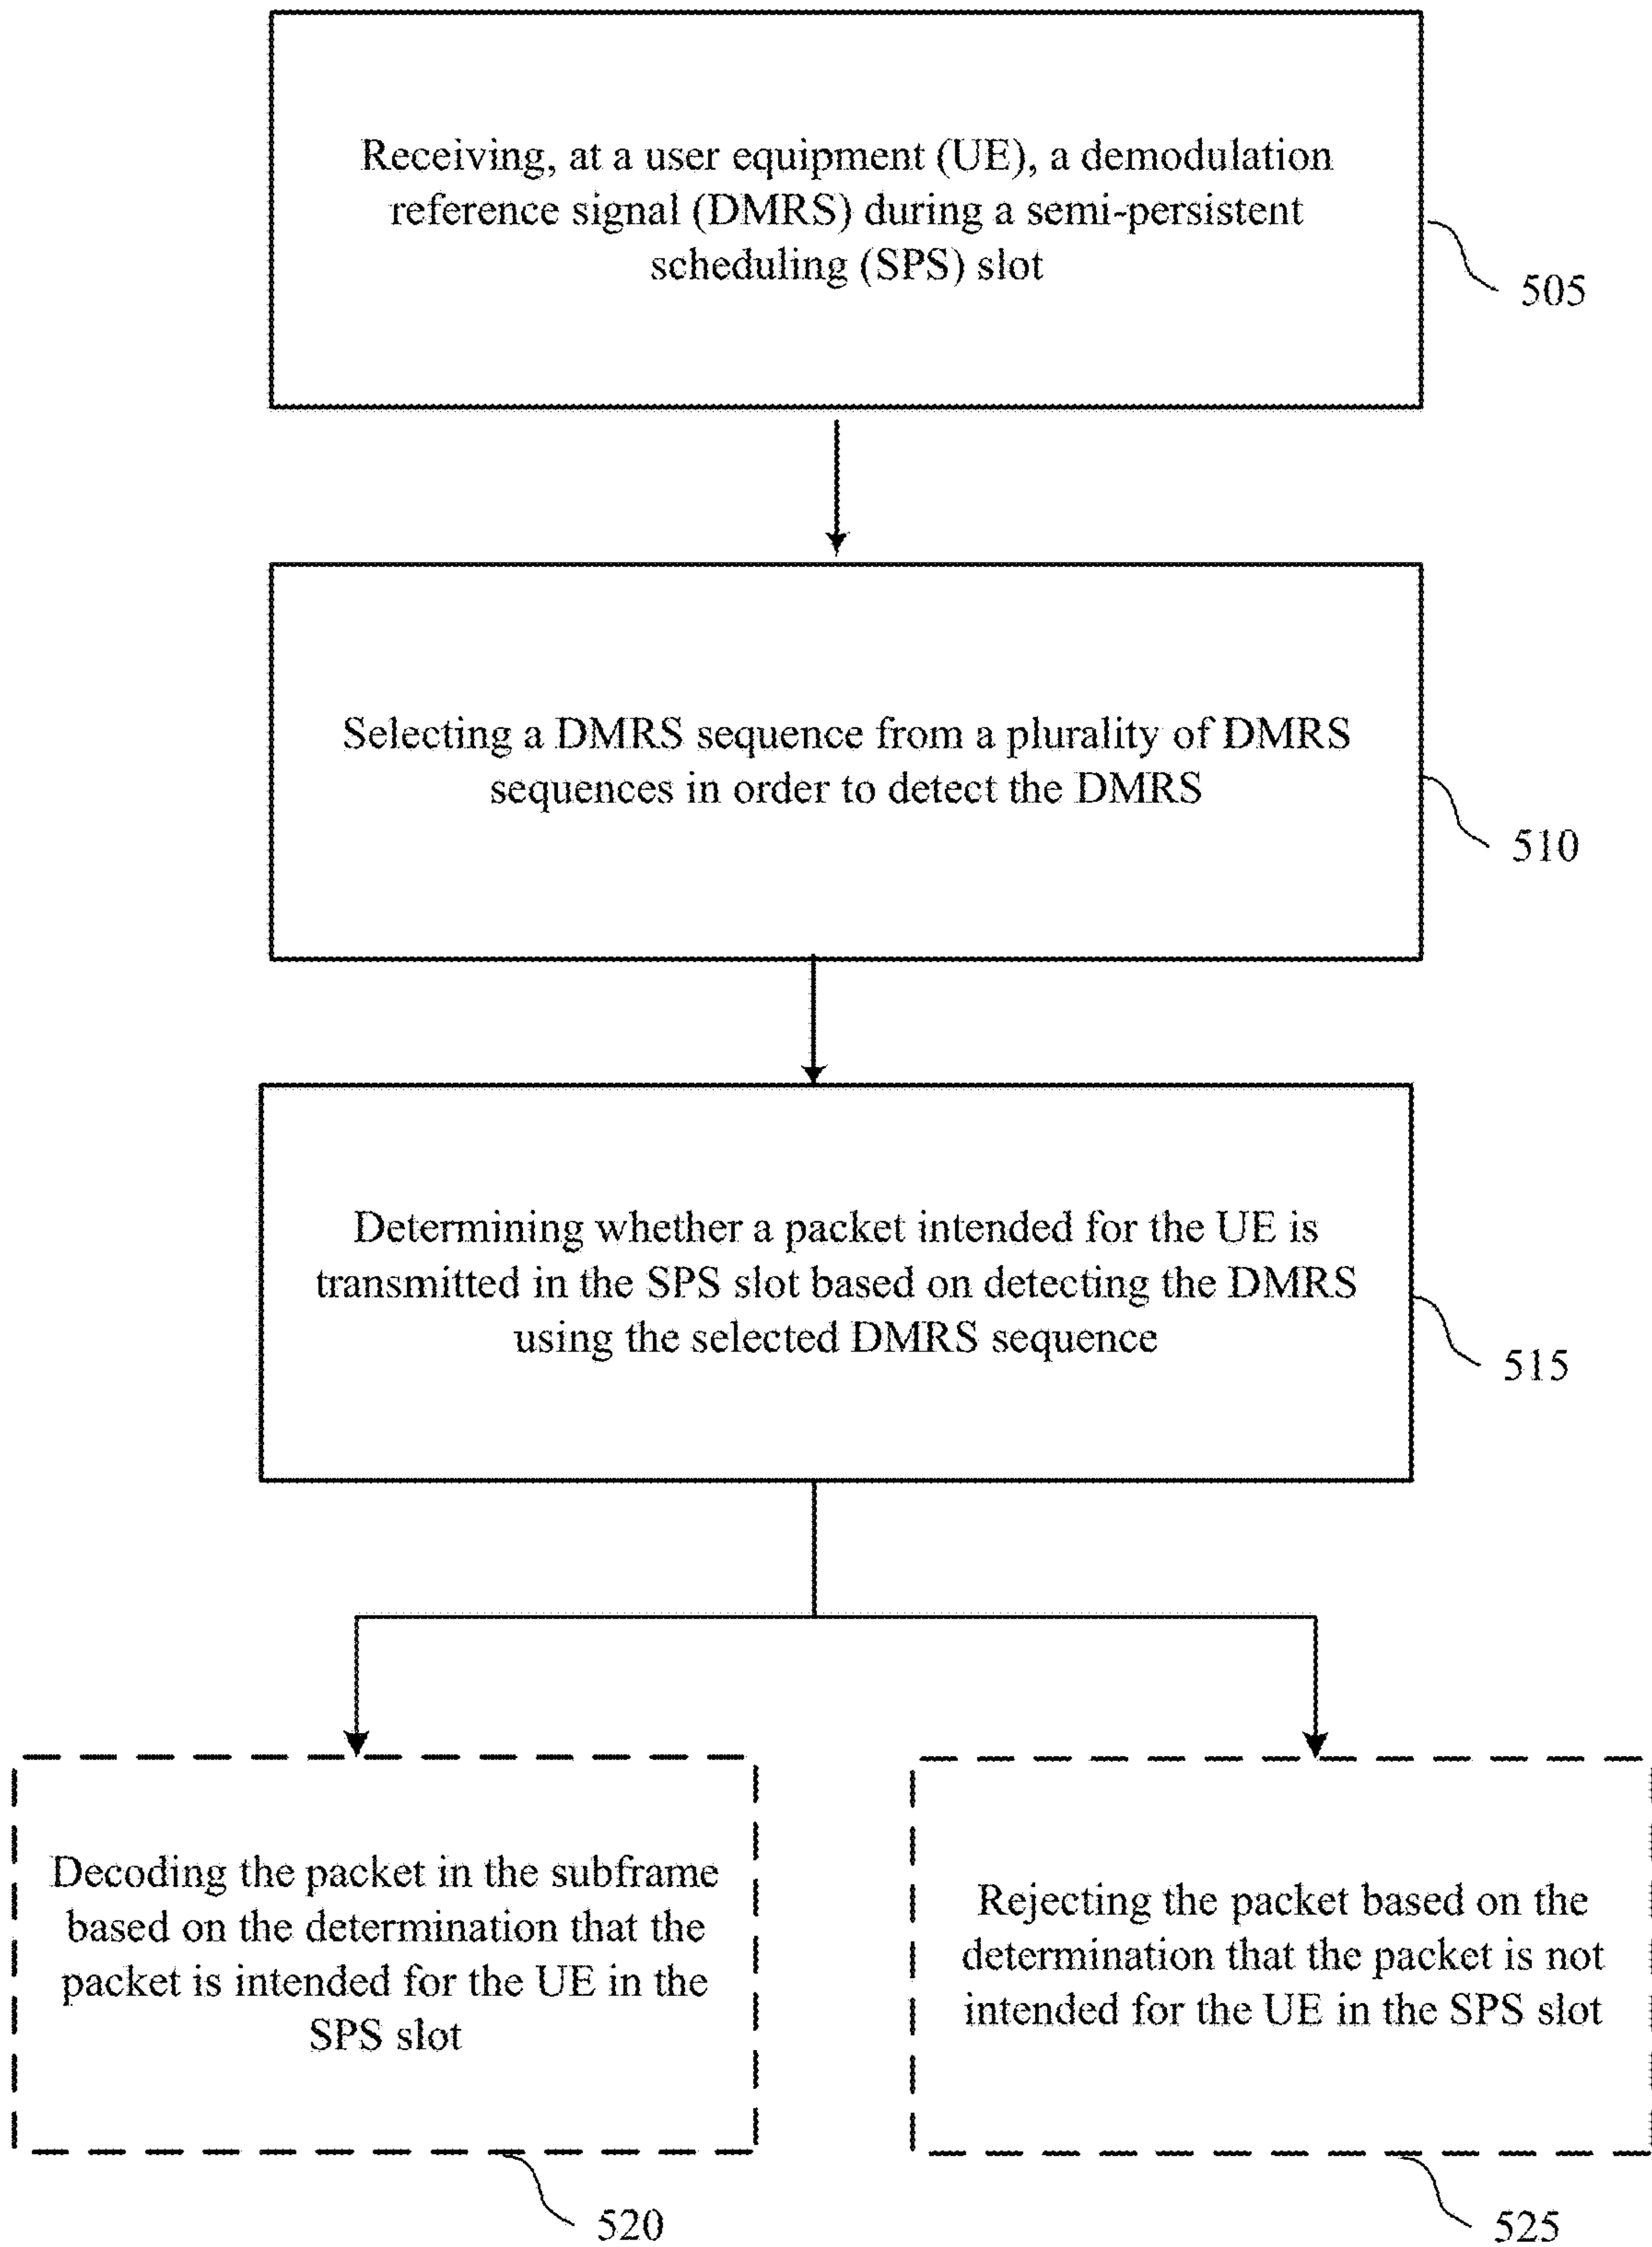 Receiving, at a user equipment (UE), a demodulation
reference signal (DMRS) during a semi-persistent
scheduling (SPS) slot
505
Selecting a DMRS sequence from a plurality of DMRS
sequences in order to detect the DMRS
510
Determining whether a packet intended for the UE is
transmitted in the SPS slot based on detecting the DMRS
using the selected DMRS sequence
515
Decoding the packet in the subframe
based on the determination that the
packet is intended for the UE in the
SPS slot
520
Rejecting the packet based on the
determination that the packet is not
intended for the UE in the SPS slot
525